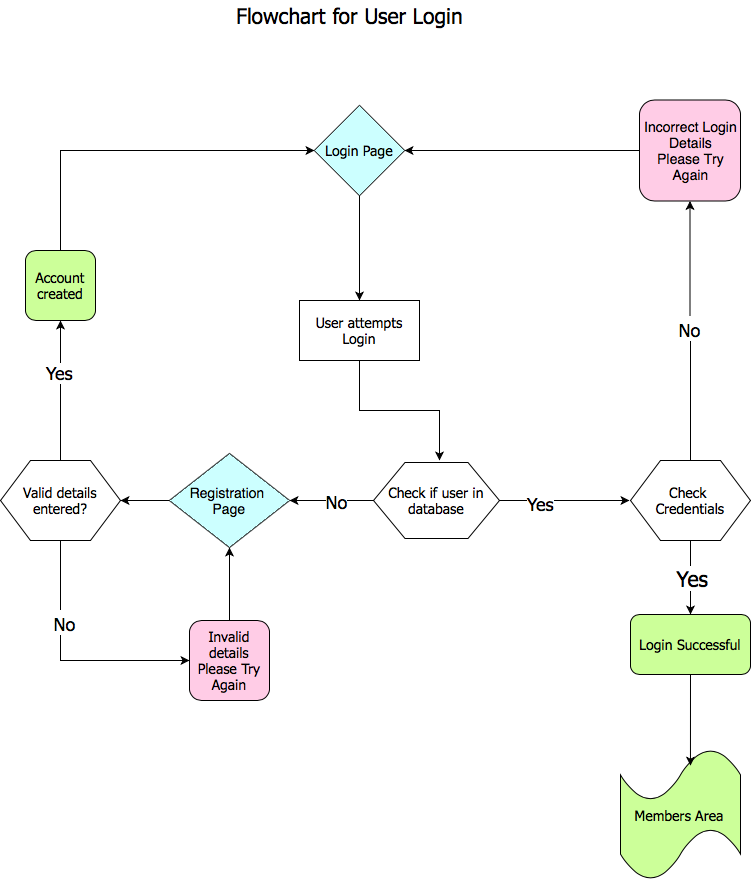 Flowchart for User Login
Login Page
Incorrect Login
Details
Please Try
Again
Account
created
User attempts
Login
No
Yes
Valid details
entered?
Registration
Page
No
Check if user in
database
Yes
Check
Credentials
Yes
No
Invalid
details
Please Try
Again
Login Successful
Members Area